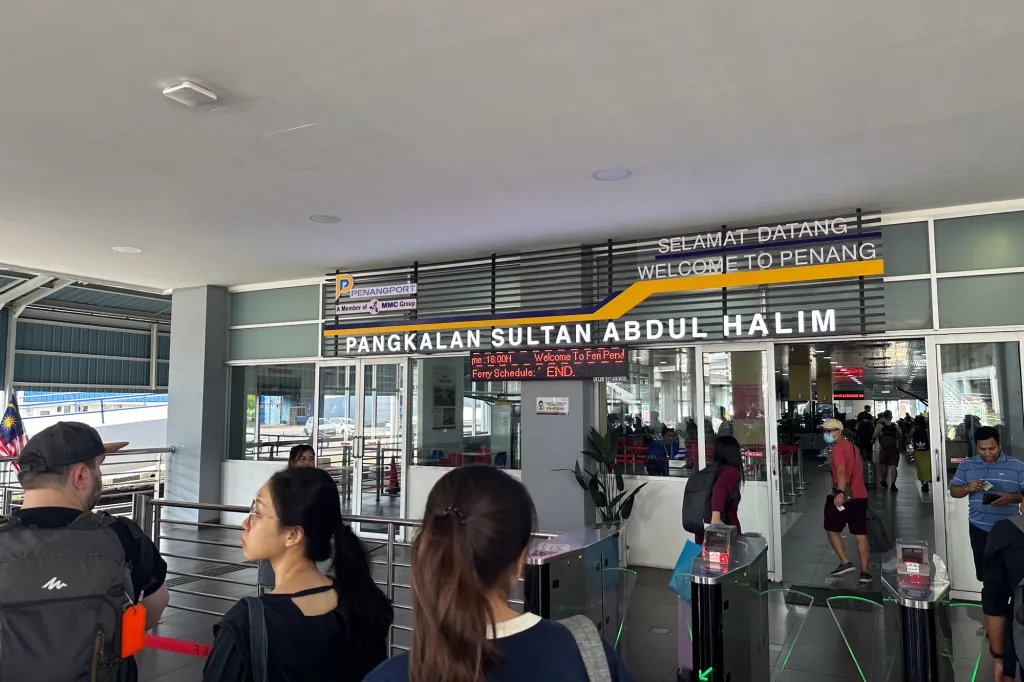 SELAMAT DATANG
WELCOME TO PENANG
P PENANGPORT
A Member of MMC Group
PANGKALAN SULTAN ABDUL HALIM
me:16:00H Welcome To Feri Pen
Ferry Schedule: END.